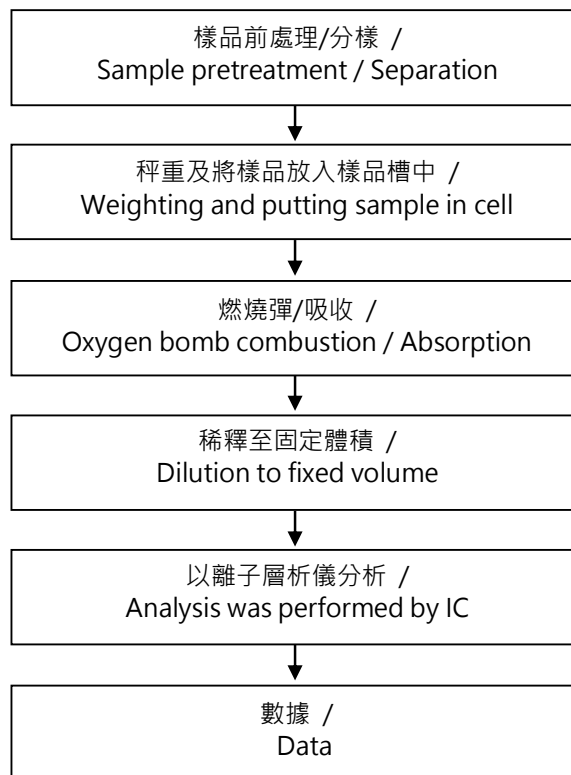 樣品前處理/分樣 /
Sample pretreatment / Separation
秤重及將樣品放入樣品槽中 /
Weighting and putting sample in cell
燃燒彈/吸收 /
Oxygen bomb combustion / Absorption
稀釋至固定體積 /
Dilution to fixed volume
以離子層析儀分析 /
Analysis was performed by IC
數據 /
Data